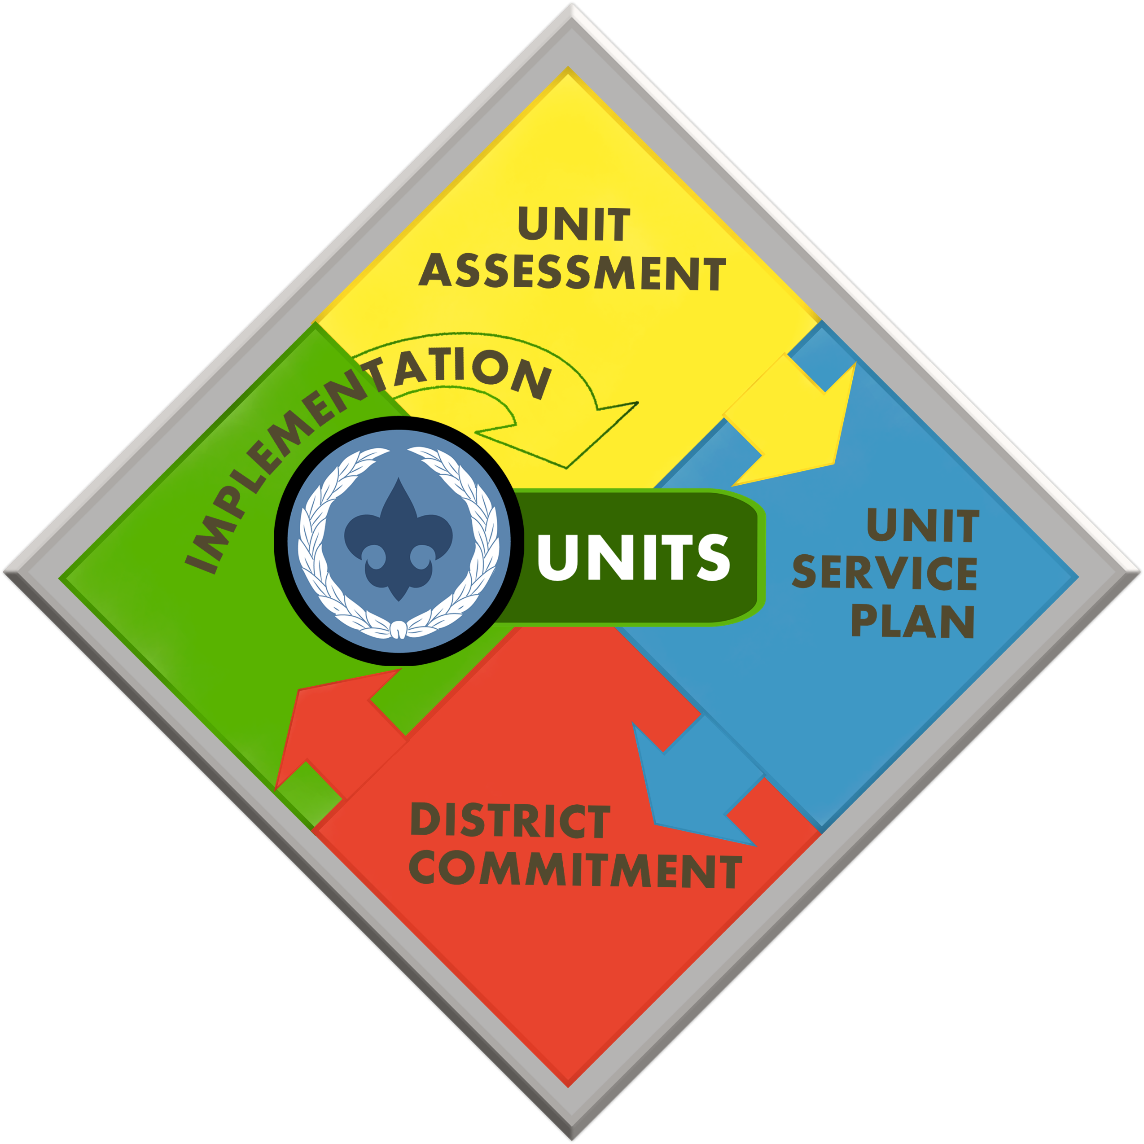 UNIT
ASSESSMENT
IMPLEMENTATION
UNITS
UNIT
SERVICE
PLAN
DISTRICT
COMMITMENT